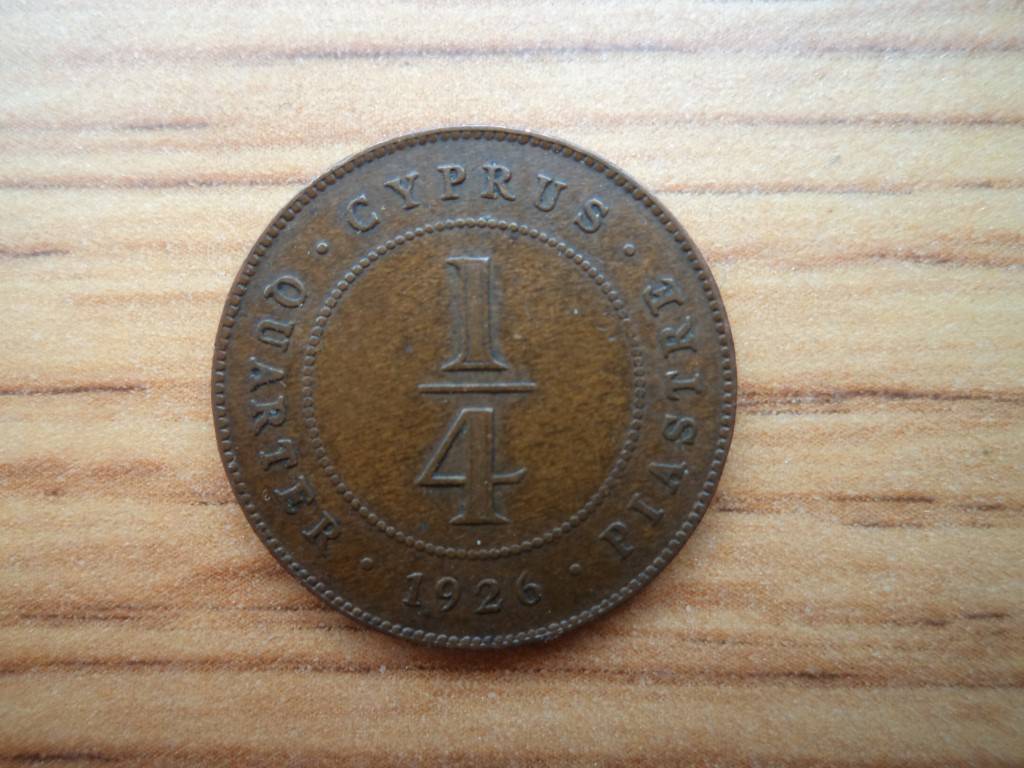 CYPRUS
QUARTER
PIASTRE
1
4
1926